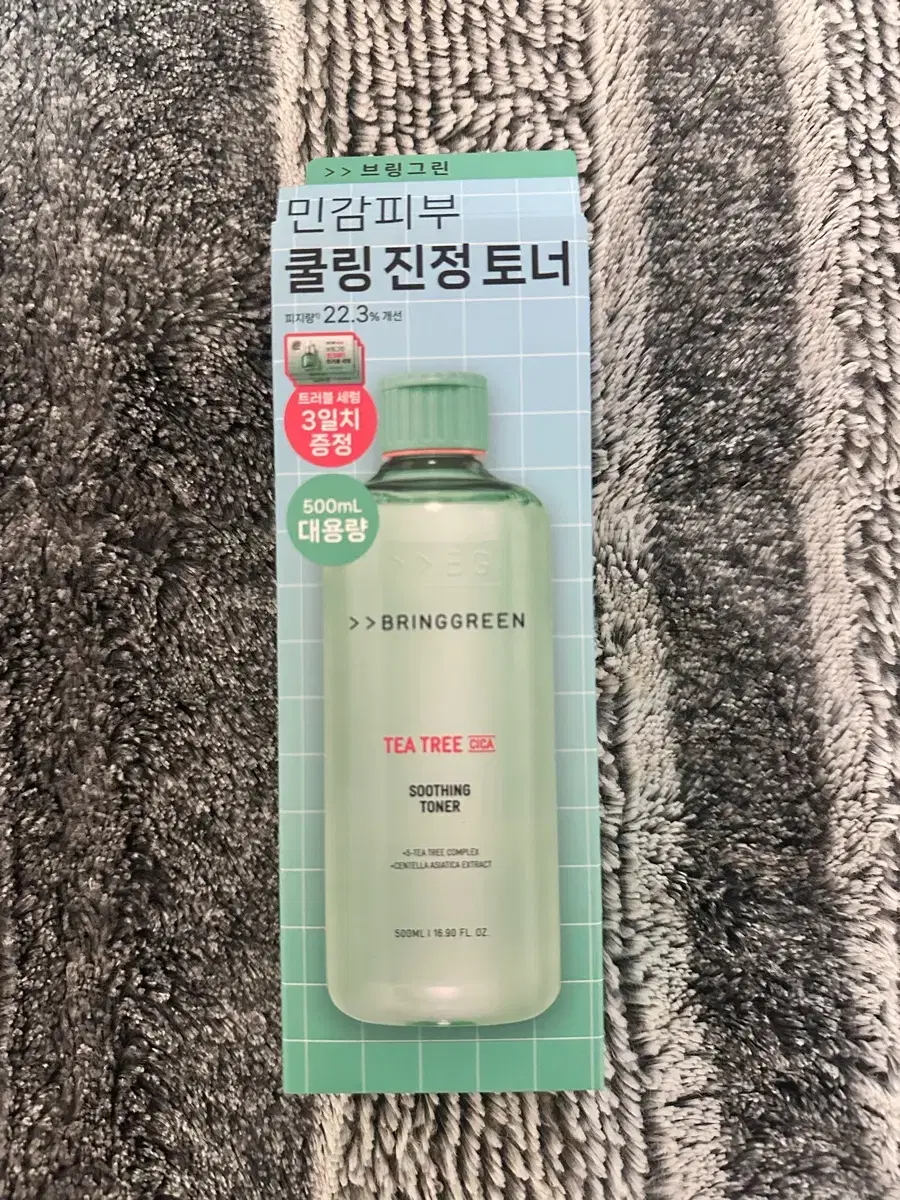 >> 브링그린
민감피부
쿨링 진정 토너
피지량¹⁾ 22.3% 개선
트러블 세럼
3일치
증정
500mL
대용량
>>BG
>>BRINGGREEN
TEA TREE CICA
SOOTHING
TONER
+5-TEA TREE COMPLEX
+CENTELLA ASIATICA EXTRACT
500ML | 16.90 FL. OZ.